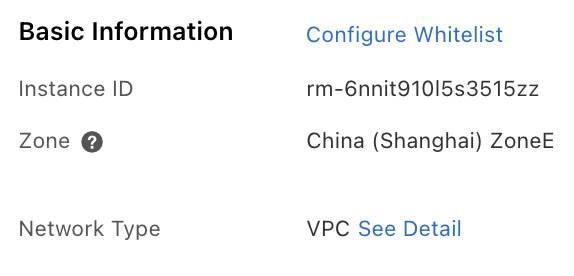 Basic Information Configure Whitelist
Instance ID rm-6nnit910l5s3515zz
Zone ? China (Shanghai) ZoneE
Network Type VPC See Detail